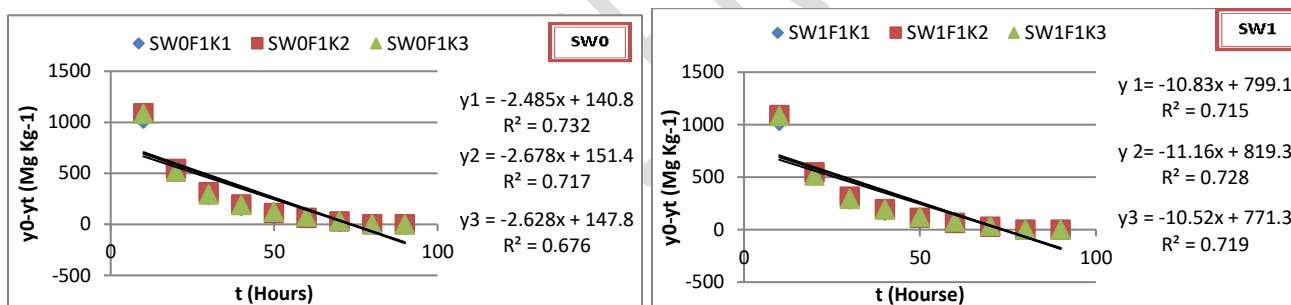 SW0F1K1 SW0F1K2 SW0F1K3
SW0
1500
1000
500
0
-500
0 50 100
y0-yt (Mg Kg-1)
t (Hours)
y1 = -2.485x + 140.8
R² = 0.732
y2 = -2.678x + 151.4
R² = 0.717
y3 = -2.628x + 147.8
R² = 0.676
SW1F1K1 SW1F1K2 SW1F1K3
SW1
1500
1000
500
0
-500
0 50 100
y0-yt (Mg Kg-1)
t (Hourse)
y 1= -10.83x + 799.1
R² = 0.715
y 2= -11.16x + 819.3
R² = 0.728
y3 = -10.52x + 771.3
R² = 0.719